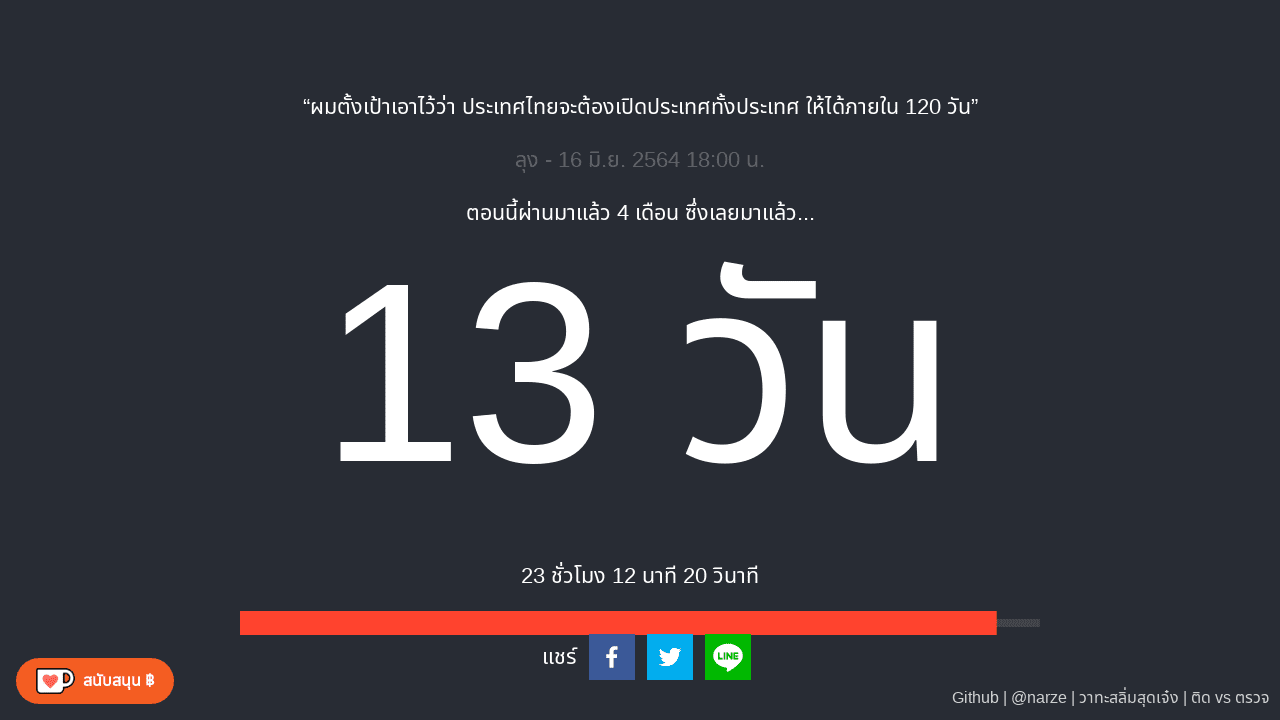 “ผมตั้งเป้าเอาไว้ว่า ประเทศไทยจะต้องเปิดประเทศทั้งประเทศ ให้ได้ภายใน 120 วัน”
ลุง - 16 มิ.ย. 2564 18:00 น.
ตอนนี้ผ่านมาแล้ว 4 เดือน ซึ่งเลยมาแล้ว...
13 วัน
23 ชั่วโมง 12 นาที 20 วินาที
แชร์
LINE
สนับสนุน ฿
Github | @narze | วาทะสลิ่มสุดเจ๋ง | ติด vs ตรวจ